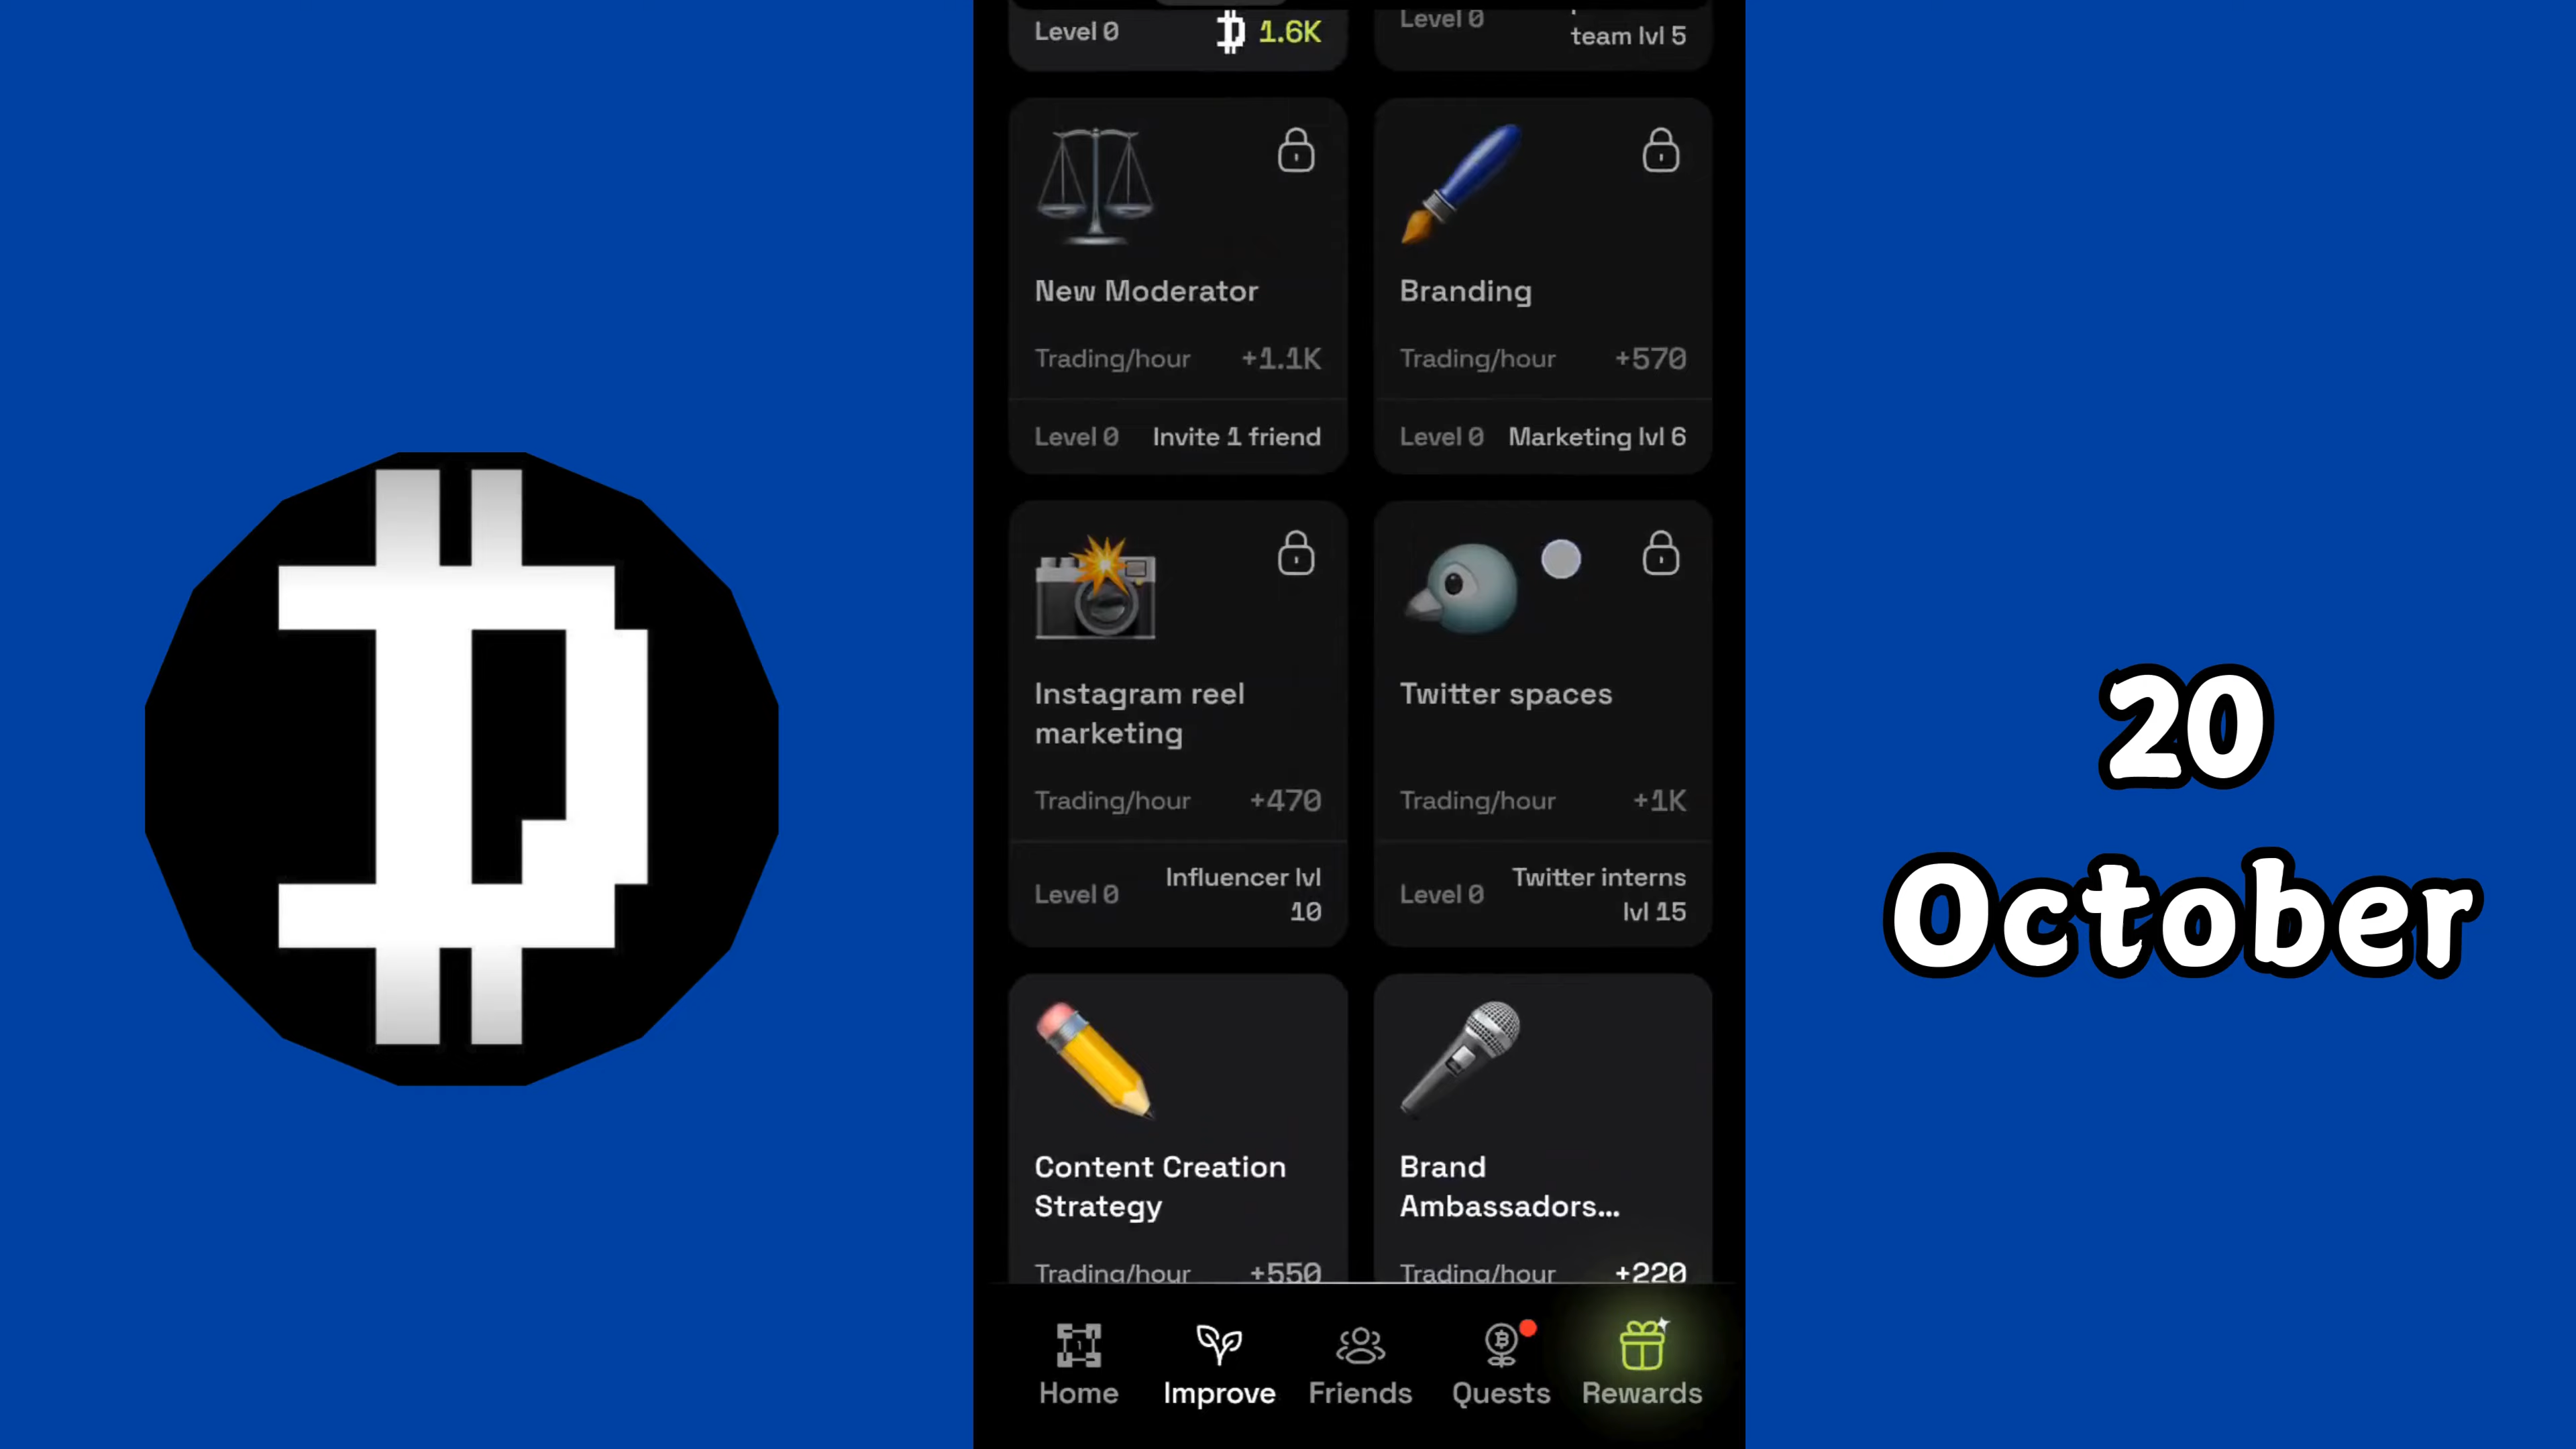 Level 0 1.6K
Level 0
team lvl 5
New Moderator
Trading/hour +1.1K
Level 0 Invite 1 friend
Branding
Trading/hour +570
Level 0 Marketing lvl 6
Instagram reel
marketing
Trading/hour +470
Level 0 Influencer lvl
10
Twitter spaces
Trading/hour +1K
Level 0 Twitter interns
lvl 15
Content Creation
Strategy
Trading/hour +550
Brand
Ambassadors...
Trading/hour +220
Home Improve Friends Quests Rewards
20
October